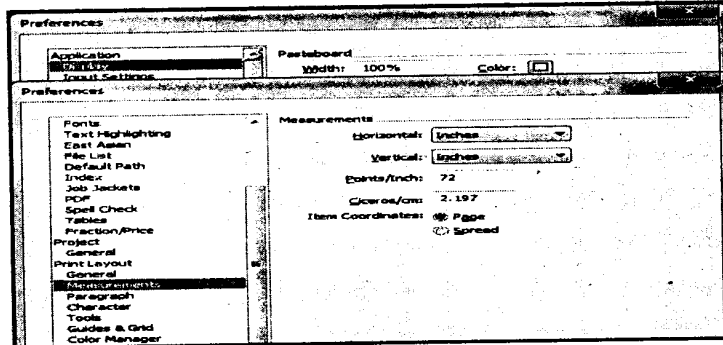 Preferences
Application
Display
Input Settings
Pasteboard
Width: 100% Color:
Preferences
Fonts
Text Highlighting
East Asian
File List
Default Path
Index
Job Jackets
PDF
Spell Check
Tables
Fraction/Price
Project
General
Print Layout
General
Measurements
Paragraph
Character
Tools
Guides & Grid
Color Manager
Measurements
Horizontal: Inches
Vertical: Inches
Points/Inch: 72
Ciceros/cm: 2.197
Item Coordinates: Page
Spread